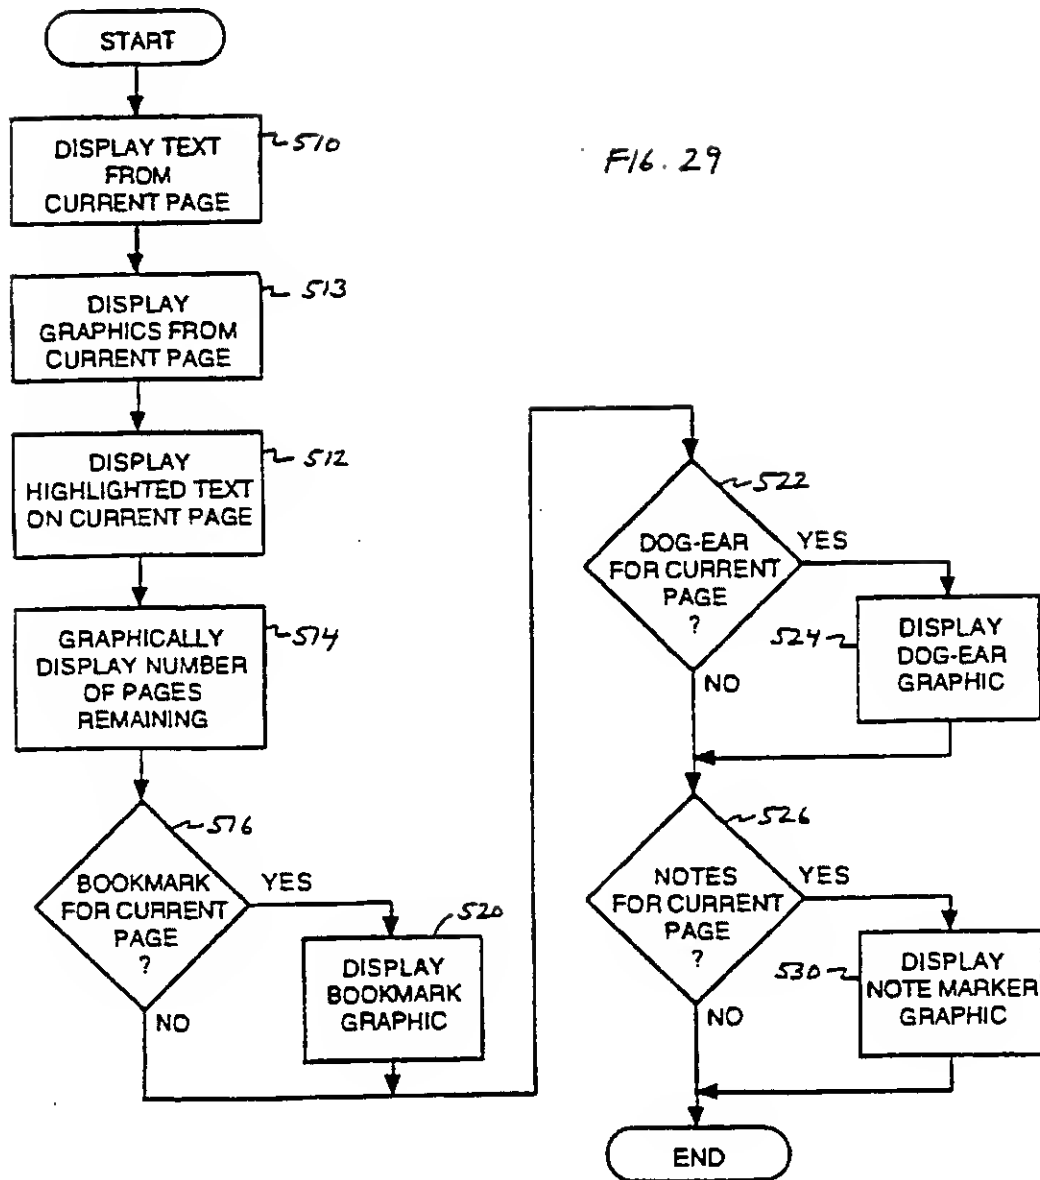 START
DISPLAY TEXT
FROM
CURRENT PAGE
510
FIG. 29
DISPLAY
GRAPHICS FROM
CURRENT PAGE
513
DISPLAY
HIGHLIGHTED TEXT
ON CURRENT PAGE
512
GRAPHICALLY
DISPLAY NUMBER
OF PAGES
REMAINING
514
BOOKMARK
FOR CURRENT
PAGE
?
516
YES
NO
DISPLAY
BOOKMARK
GRAPHIC
520
DOG-EAR
FOR CURRENT
PAGE
?
522
YES
NO
DISPLAY
DOG-EAR
GRAPHIC
524
NOTES
FOR CURRENT
PAGE
?
526
YES
NO
DISPLAY
NOTE MARKER
GRAPHIC
530
END